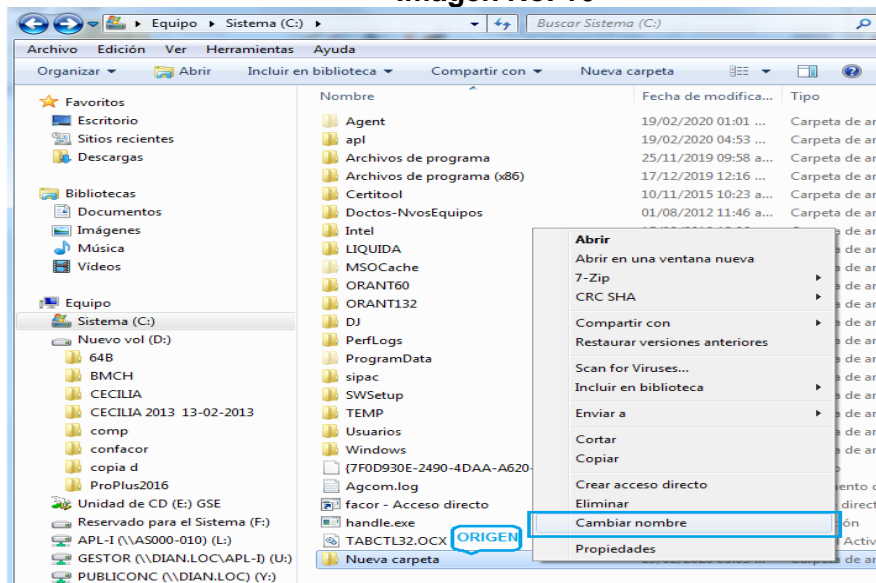 Equipo ▸ Sistema (C:) ▸ Buscar Sistema (C:)
Archivo Edición Ver Herramientas Ayuda
Organizar Abrir Incluir en biblioteca Compartir con Nueva carpeta
Favoritos
Escritorio
Sitios recientes
Descargas
Bibliotecas
Documentos
Imágenes
Música
Vídeos
Equipo
Sistema (C:)
Nuevo vol (D:)
64B
BMCH
CECILIA
CECILIA 2013 13-02-2013
comp
confacor
copia d
ProPlus2016
Unidad de CD (E:) GSE
Reservado para el Sistema (F:)
APL-I (\\AS000-010) (L:)
GESTOR (\\DIAN.LOC\APL-I) (U:)
PUBLICONC (\\DIAN.LOC) (Y:)
Nombre Fecha de modifica... Tipo
Agent 19/02/2020 01:01 ... Carpeta de ar
apl 19/02/2020 04:53 ... Carpeta de ar
Archivos de programa 25/11/2019 09:58 a... Carpeta de ar
Archivos de programa (x86) 17/12/2019 12:16 ... Carpeta de ar
Certitool 10/11/2015 10:23 a... Carpeta de ar
Doctos-NvosEquipos 01/08/2012 11:46 a... Carpeta de ar
Intel
LIQUIDA
MSOCache
ORANT60
ORANT132
DJ
PerfLogs
ProgramData
sipac
SWSetup
TEMP
Usuarios
Windows
{7F0D930E-2490-4DAA-A620-
Agcom.log
facor - Acceso directo
handle.exe
TABCTL32.OCX
ORIGEN
Nueva carpeta
Abrir
Abrir en una ventana nueva
7-Zip
CRC SHA
Compartir con
Restaurar versiones anteriores
Scan for Viruses...
Incluir en biblioteca
Enviar a
Cortar
Copiar
Crear acceso directo
Eliminar
Cambiar nombre
Propiedades